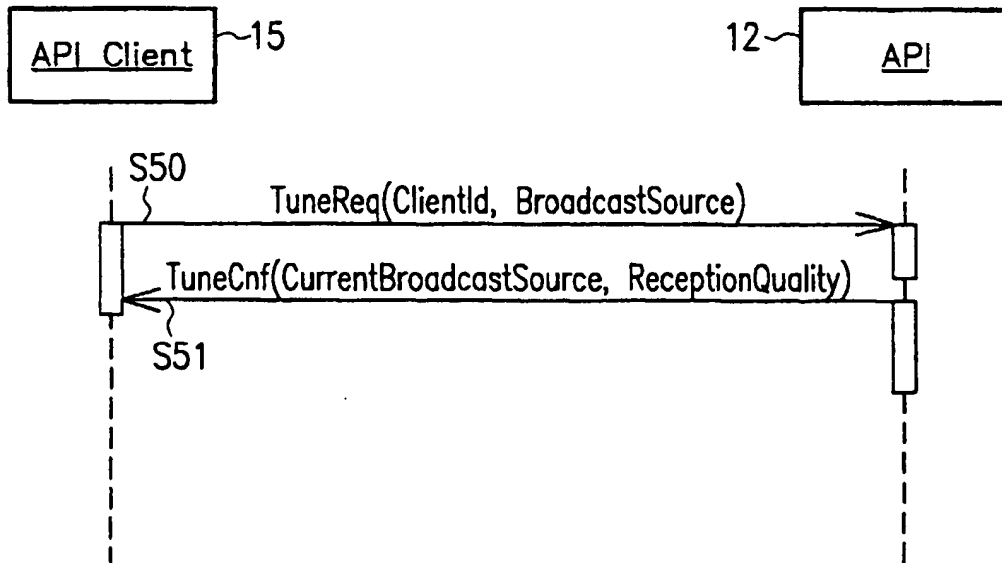 API Client
15
12
API
S50
TuneReq(ClientId, BroadcastSource)
TuneCnf(CurrentBroadcastSource, ReceptionQuality)
S51